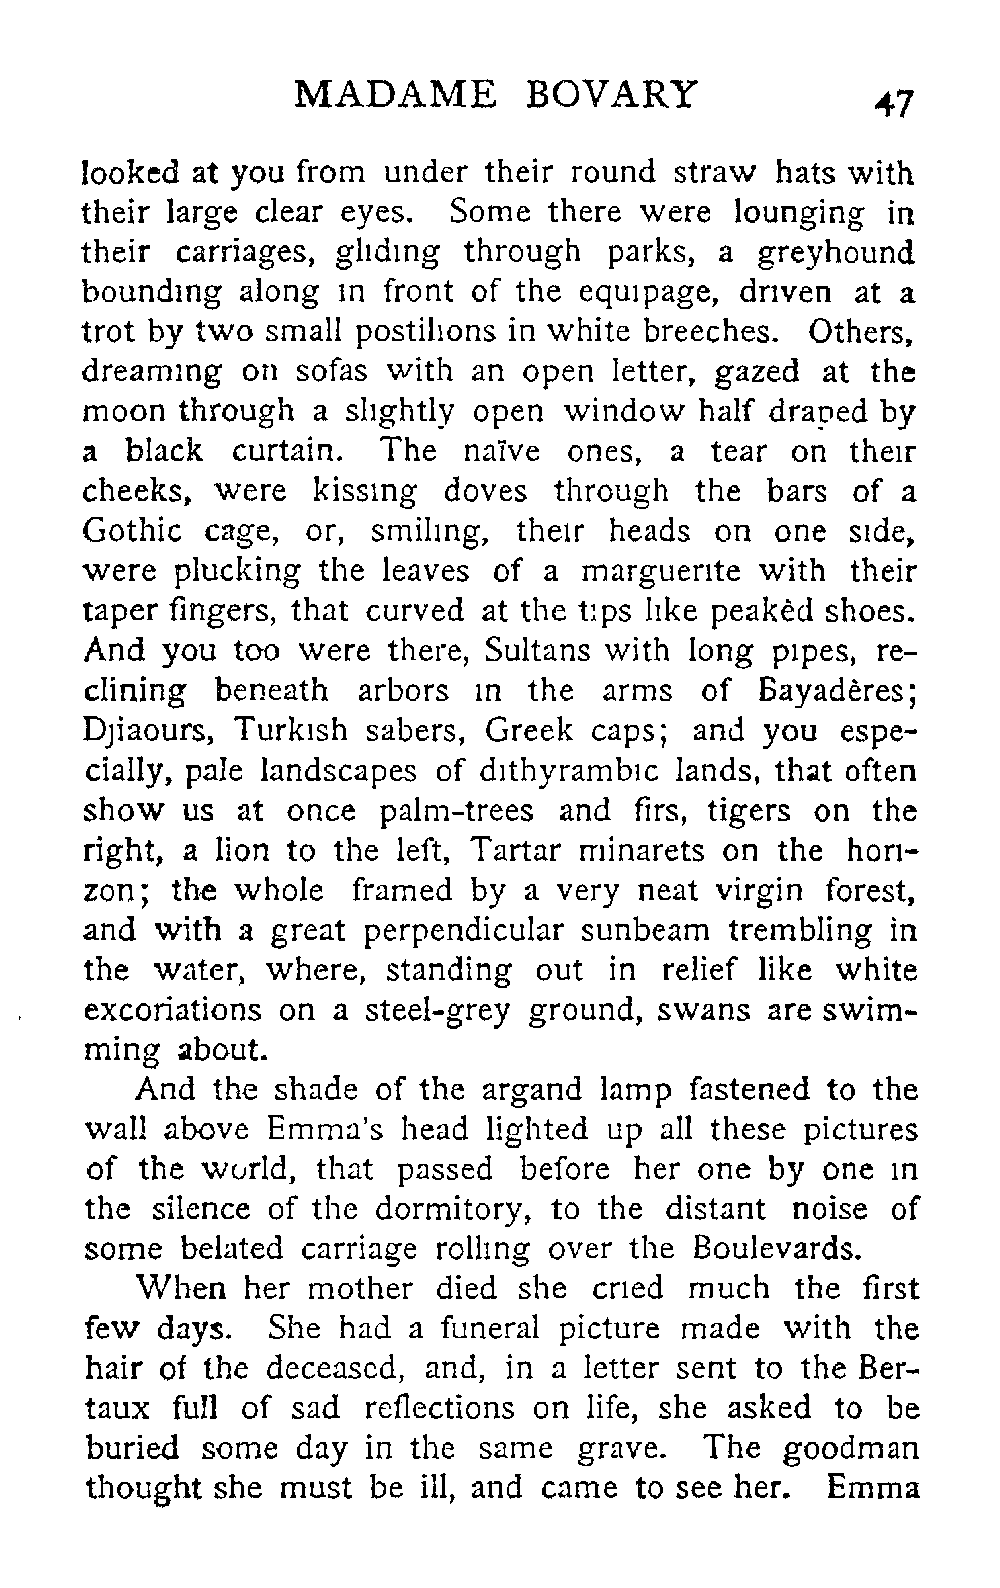 MADAME BOVARY 47
looked at you from under their round straw hats with
their large clear eyes. Some there were lounging in
their carriages, gliding through parks, a greyhound
bounding along in front of the equipage, driven at a
trot by two small postilions in white breeches. Others,
dreaming on sofas with an open letter, gazed at the
moon through a slightly open window half draped by
a black curtain. The naïve ones, a tear on their
cheeks, were kissing doves through the bars of a
Gothic cage, or, smiling, their heads on one side,
were plucking the leaves of a marguerite with their
taper fingers, that curved at the tips like peakèd shoes.
And you too were there, Sultans with long pipes, re-
clining beneath arbors in the arms of Bayadères;
Djiaours, Turkish sabers, Greek caps; and you espe-
cially, pale landscapes of dithyrambic lands, that often
show us at once palm-trees and firs, tigers on the
right, a lion to the left, Tartar minarets on the hori-
zon; the whole framed by a very neat virgin forest,
and with a great perpendicular sunbeam trembling in
the water, where, standing out in relief like white
excoriations on a steel-grey ground, swans are swim-
ming about.
And the shade of the argand lamp fastened to the
wall above Emma's head lighted up all these pictures
of the world, that passed before her one by one in
the silence of the dormitory, to the distant noise of
some belated carriage rolling over the Boulevards.
When her mother died she cried much the first
few days. She had a funeral picture made with the
hair of the deceased, and, in a letter sent to the Ber-
taux full of sad reflections on life, she asked to be
buried some day in the same grave. The goodman
thought she must be ill, and came to see her. Emma